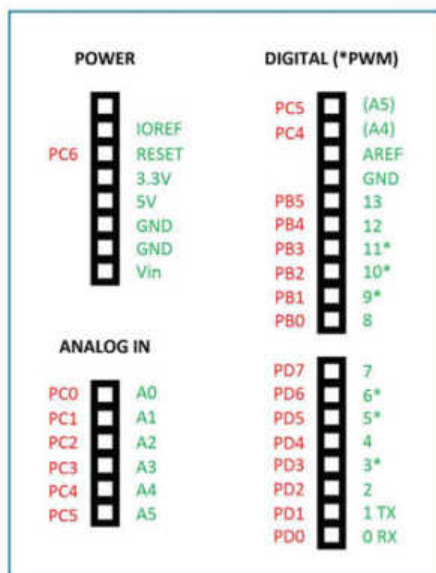 POWER
IOREF
PC6 RESET
3.3V
5V
GND
GND
Vin
ANALOG IN
PC0 A0
PC1 A1
PC2 A2
PC3 A3
PC4 A4
PC5 A5
DIGITAL (*PWM)
PC5 (A5)
PC4 (A4)
AREF
GND
PB5 13
PB4 12
PB3 11*
PB2 10*
PB1 9*
PB0 8
PD7 7
PD6 6*
PD5 5*
PD4 4
PD3 3*
PD2 2
PD1 1 TX
PD0 0 RX